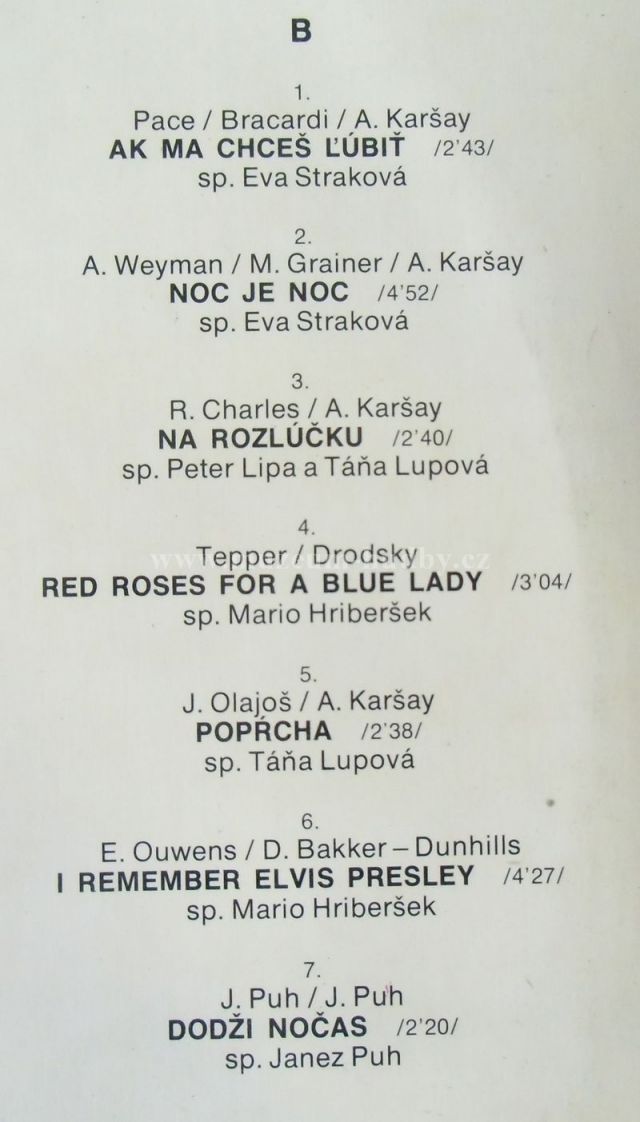 B
1.
Pace / Bracardi / A. Karšay
AK MA CHCEŠ ĽÚBIŤ /2'43/
sp. Eva Straková
2.
A. Weyman / M. Grainer / A. Karšay
NOC JE NOC /4'52/
sp. Eva Straková
3.
R. Charles / A. Karšay
NA ROZLÚČKU /2'40/
sp. Peter Lipa a Táňa Lupová
4.
Tepper / Drodsky
RED ROSES FOR A BLUE LADY /3'04/
sp. Mario Hriberšek
5.
J. Olajoš / A. Karšay
POPŔCHA /2'38/
sp. Táňa Lupová
6.
E. Ouwens / D. Bakker – Dunhills
I REMEMBER ELVIS PRESLEY /4'27/
sp. Mario Hriberšek
7.
J. Puh / J. Puh
DODŽI NOČAS /2'20/
sp. Janez Puh